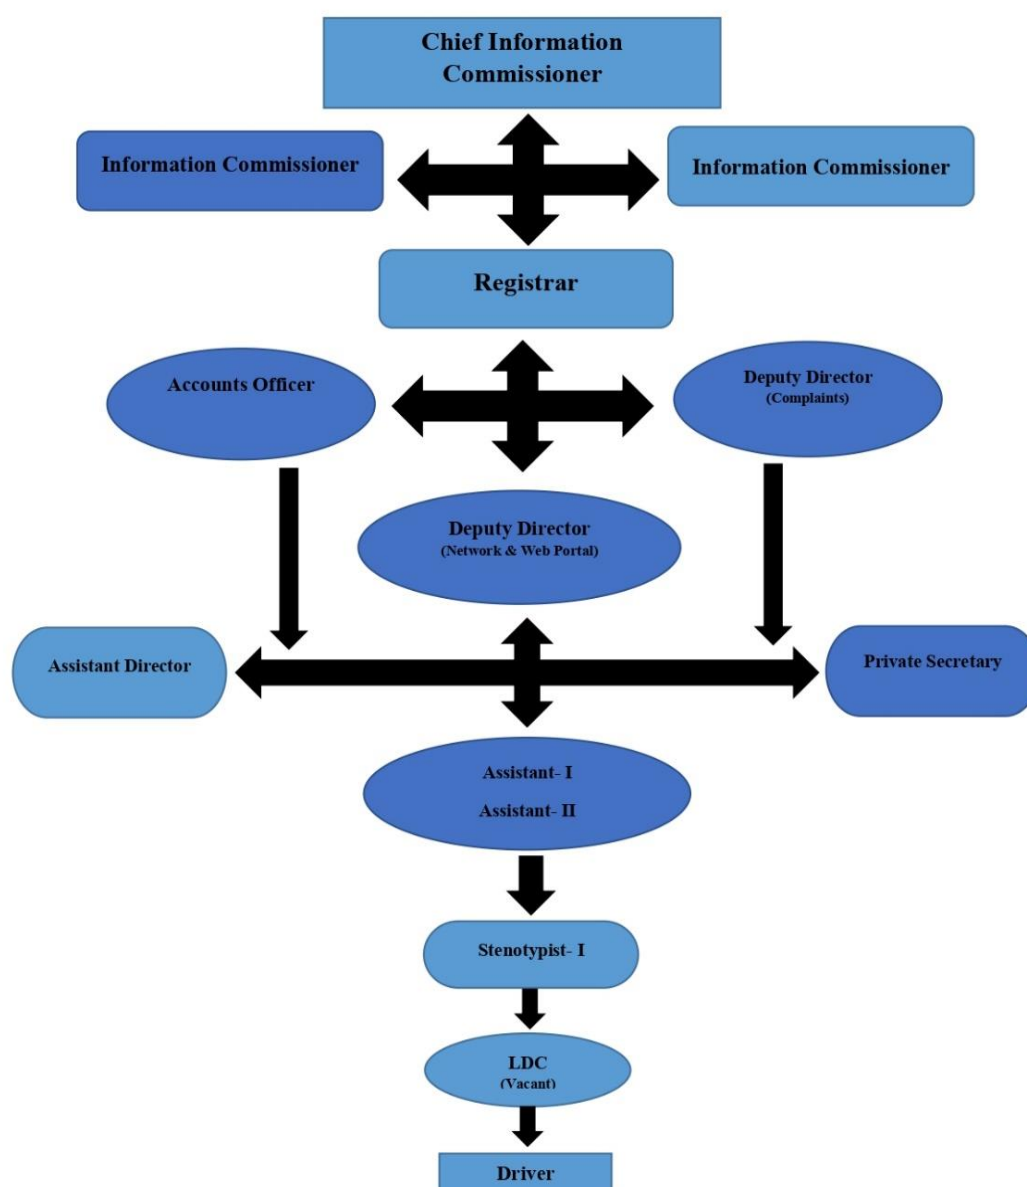 Chief Information
Commissioner
Information Commissioner
Information Commissioner
Registrar
Accounts Officer
Deputy Director
(Complaints)
Deputy Director
(Network & Web Portal)
Assistant Director
Private Secretary
Assistant- I
Assistant- II
Stenotypist- I
LDC
(Vacant)
Driver